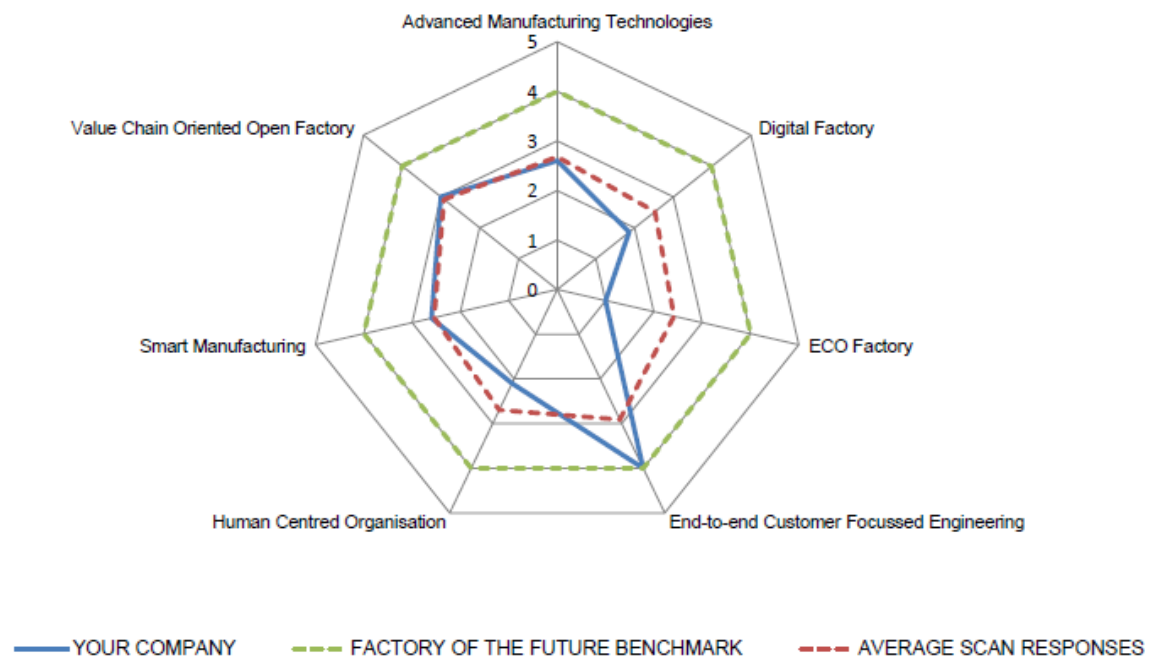 Advanced Manufacturing Technologies
5
4
Value Chain Oriented Open Factory
Digital Factory
3
2
1
0
Smart Manufacturing
ECO Factory
Human Centred Organisation
End-to-end Customer Focussed Engineering
YOUR COMPANY
FACTORY OF THE FUTURE BENCHMARK
AVERAGE SCAN RESPONSES